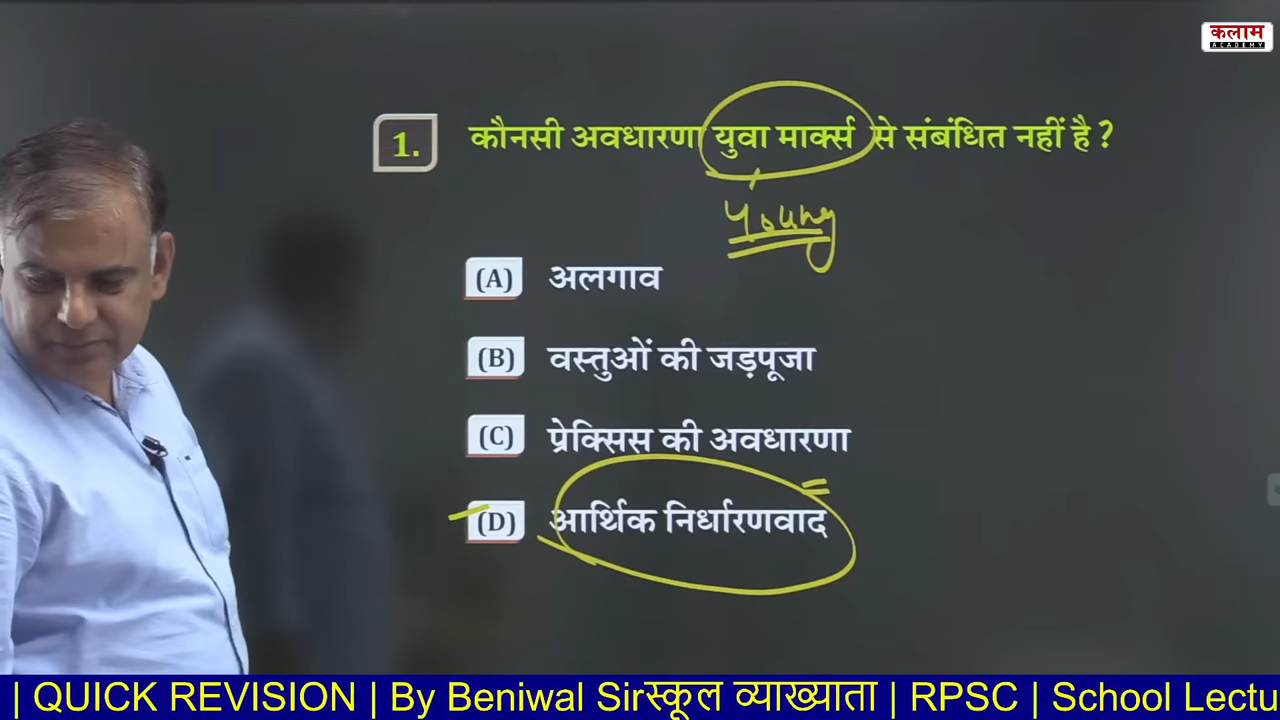 कलाम
ACADEMY
1. कौनसी अवधारणा युवा मार्क्स से संबंधित नहीं है ?
Young
(A) अलगाव
(B) वस्तुओं की जड़पूजा
(C) प्रेक्सिस की अवधारणा
(D) आर्थिक निर्धारणवाद
| QUICK REVISION | By Beniwal Sirस्कूल व्याख्याता | RPSC | School Lectu